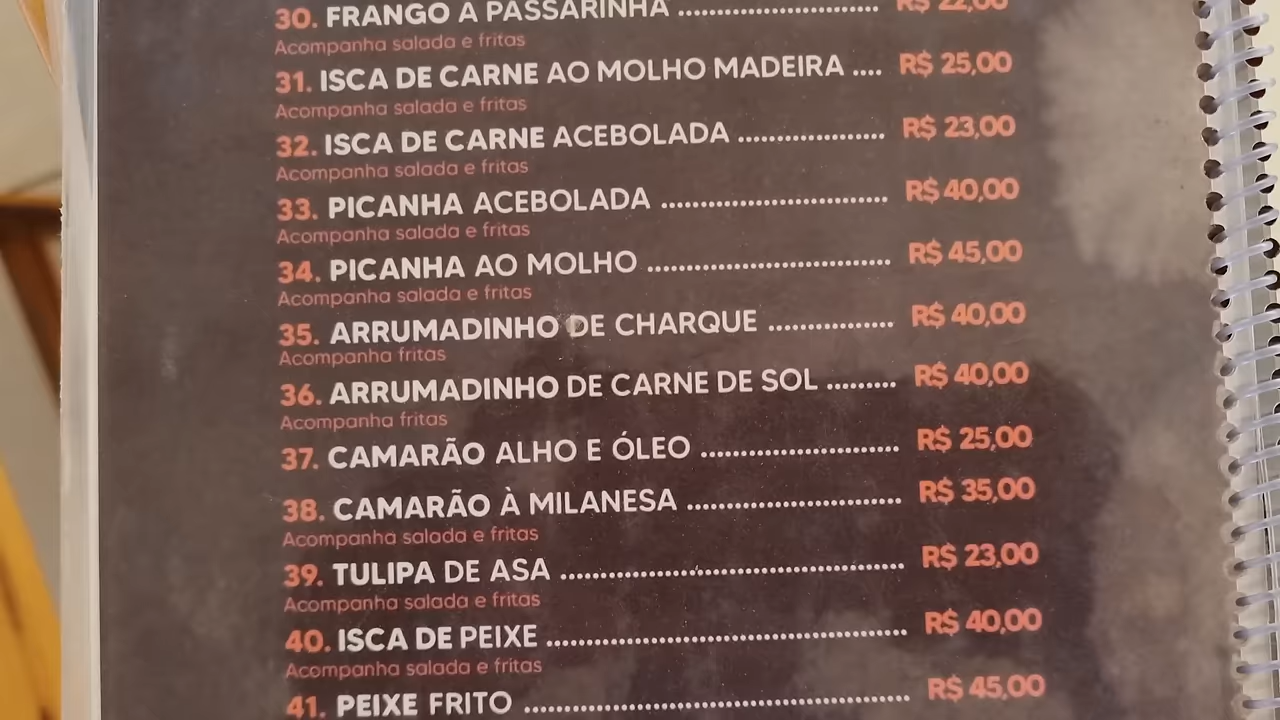 30. FRANGO A PASSARINHA ........................ R$ 22,00
Acompanha salada e fritas
31. ISCA DE CARNE AO MOLHO MADEIRA .... R$ 25,00
Acompanha salada e fritas
32. ISCA DE CARNE ACEBOLADA .................. R$ 23,00
Acompanha salada e fritas
33. PICANHA ACEBOLADA ............................ R$ 40,00
Acompanha salada e fritas
34. PICANHA AO MOLHO .............................. R$ 45,00
Acompanha salada e fritas
35. ARRUMADINHO DE CHARQUE ............... R$ 40,00
Acompanha fritas
36. ARRUMADINHO DE CARNE DE SOL ......... R$ 40,00
Acompanha fritas
37. CAMARÃO ALHO E ÓLEO ........................ R$ 25,00
38. CAMARÃO À MILANESA .......................... R$ 35,00
Acompanha salada e fritas
39. TULIPA DE ASA .......................................... R$ 23,00
Acompanha salada e fritas
40. ISCA DE PEIXE ............................................ R$ 40,00
Acompanha salada e fritas
41. PEIXE FRITO ............................................... R$ 45,00